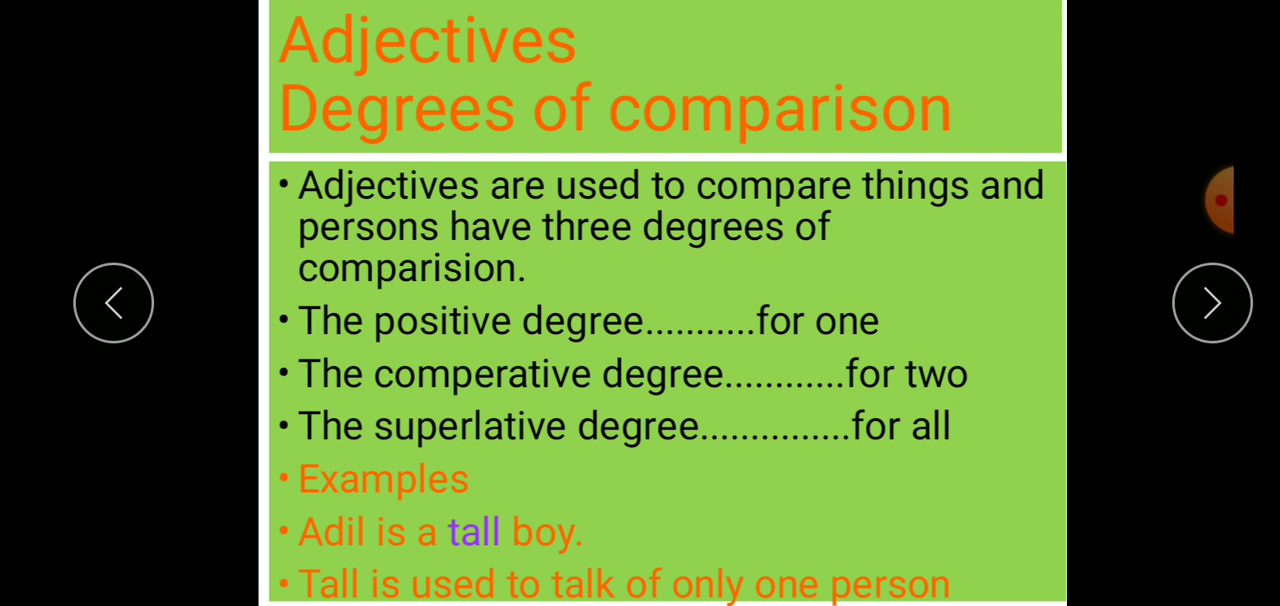 Adjectives
Degrees of comparison
• Adjectives are used to compare things and
persons have three degrees of
comparision.
• The positive degree...........for one
• The comperative degree............for two
• The superlative degree...............for all
• Examples
• Adil is a tall boy.
• Tall is used to talk of only one person